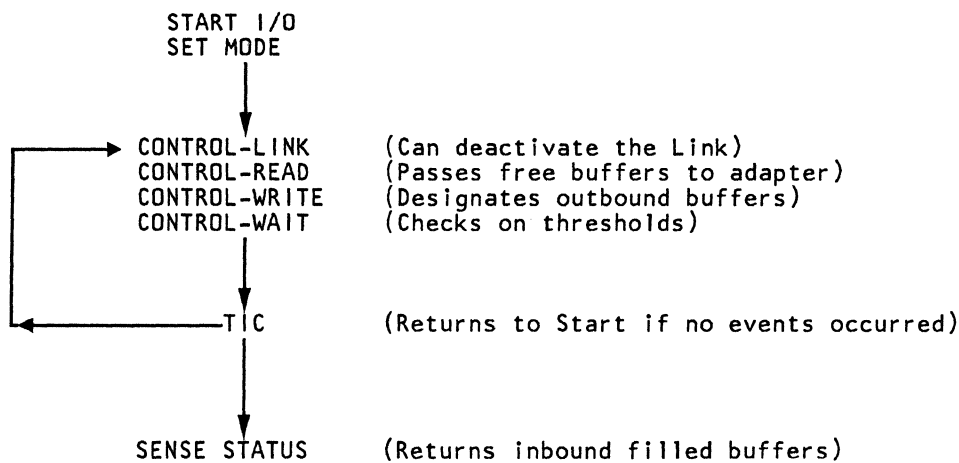 START I/O
SET MODE
CONTROL-LINK (Can deactivate the Link)
CONTROL-READ (Passes free buffers to adapter)
CONTROL-WRITE (Designates outbound buffers)
CONTROL-WAIT (Checks on thresholds)
TIC (Returns to Start if no events occurred)
SENSE STATUS (Returns inbound filled buffers)